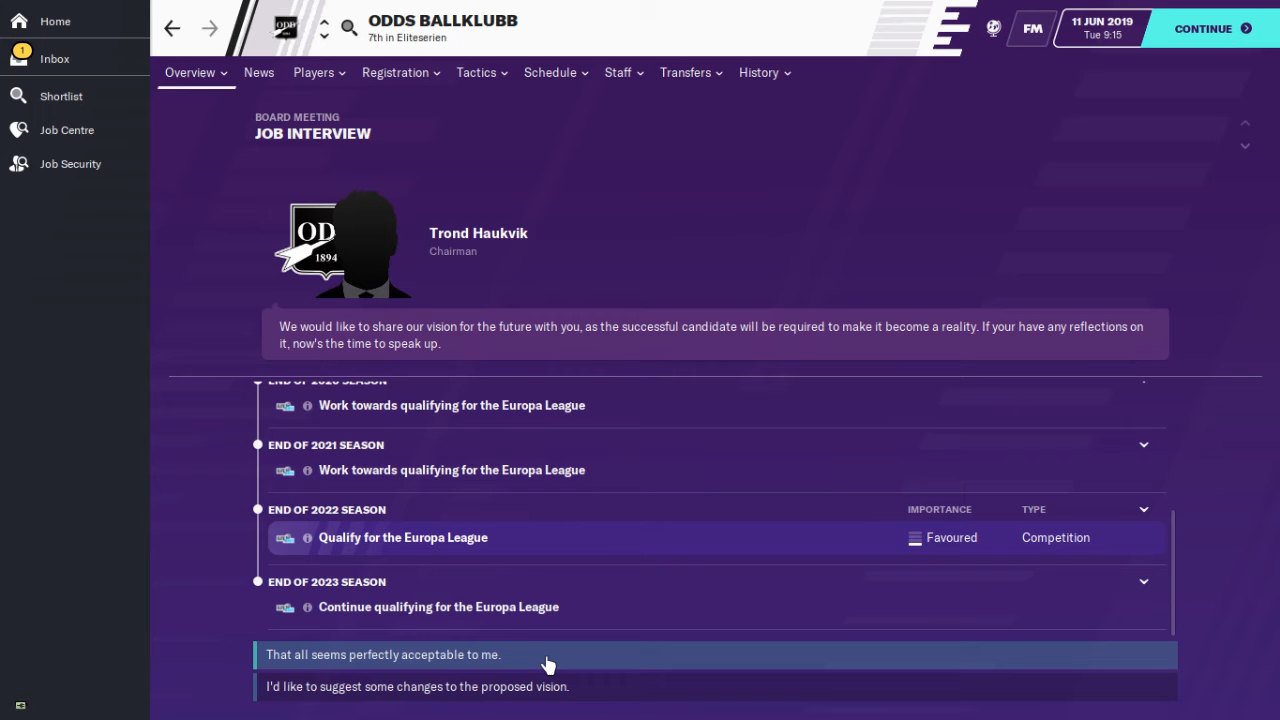 Home
1
Inbox
Shortlist
Job Centre
Job Security
ODD
ODDS BALLKLUBB
7th in Eliteserien
FM
11 JUN 2019
Tue 9:15
CONTINUE
Overview
News
Players
Registration
Tactics
Schedule
Staff
Transfers
History
BOARD MEETING
JOB INTERVIEW
OD
1894
Trond Haukvik
Chairman
We would like to share our vision for the future with you, as the successful candidate will be required to make it become a reality. If your have any reflections on
it, now's the time to speak up.
END OF 2020 SEASON
Work towards qualifying for the Europa League
END OF 2021 SEASON
Work towards qualifying for the Europa League
END OF 2022 SEASON IMPORTANCE TYPE
Qualify for the Europa League Favoured Competition
END OF 2023 SEASON
Continue qualifying for the Europa League
That all seems perfectly acceptable to me.
I'd like to suggest some changes to the proposed vision.